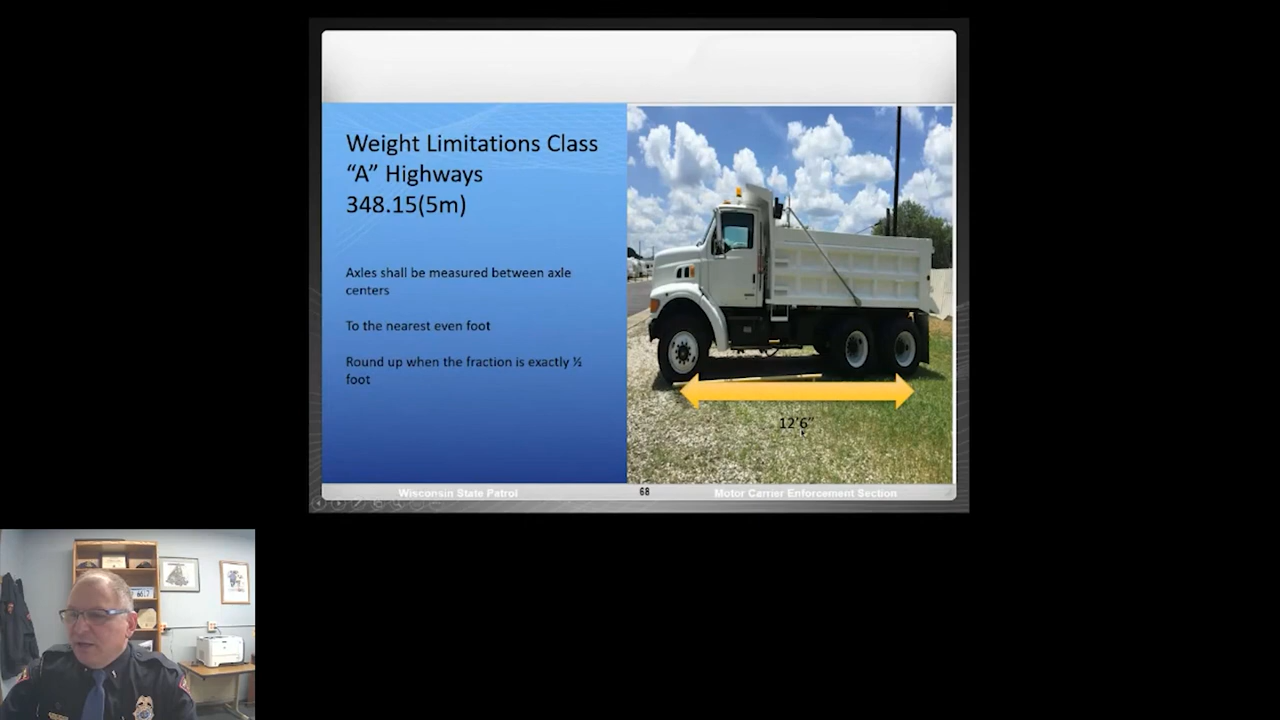 Weight Limitations Class
“A” Highways
348.15(5m)
Axles shall be measured between axle
centers
To the nearest even foot
Round up when the fraction is exactly ½
foot
12’6”
Wisconsin State Patrol
68
Motor Carrier Enforcement Section